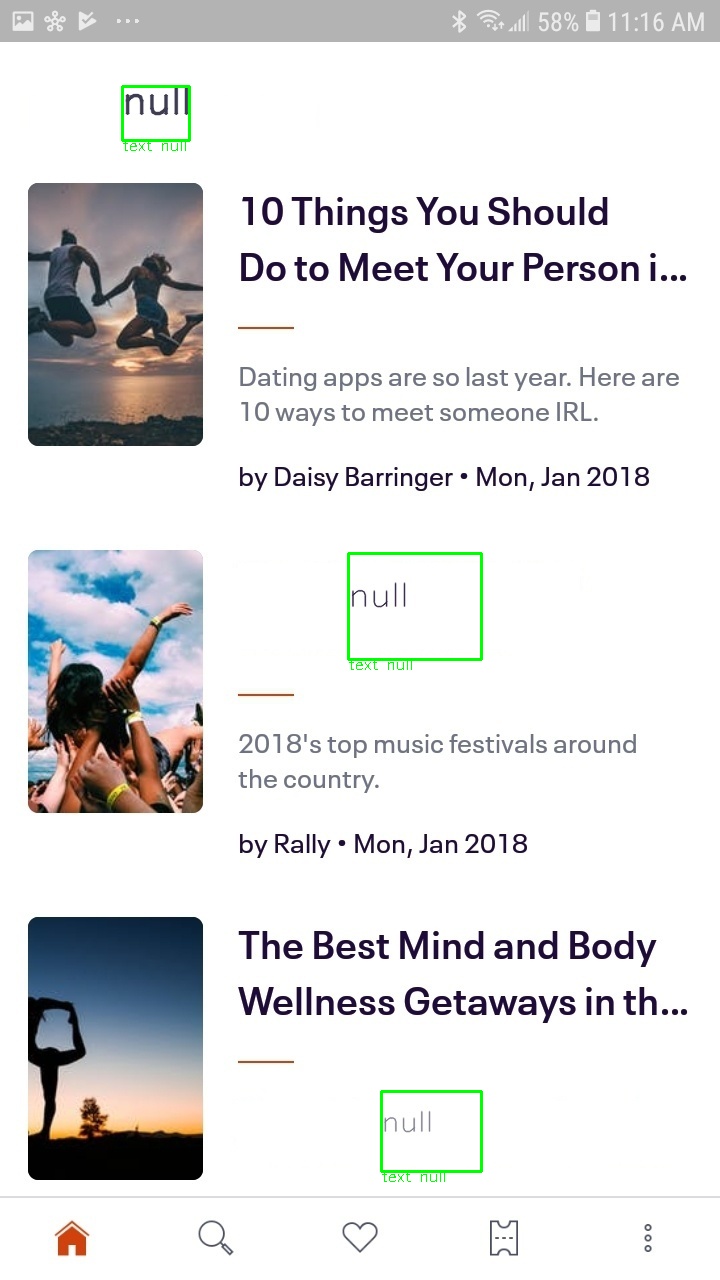 58% 11:16 AM
null
text null
10 Things You Should
Do to Meet Your Person i...
Dating apps are so last year. Here are
10 ways to meet someone IRL.
by Daisy Barringer • Mon, Jan 2018
null
text null
2018's top music festivals around
the country.
by Rally • Mon, Jan 2018
The Best Mind and Body
Wellness Getaways in th...
null
text null